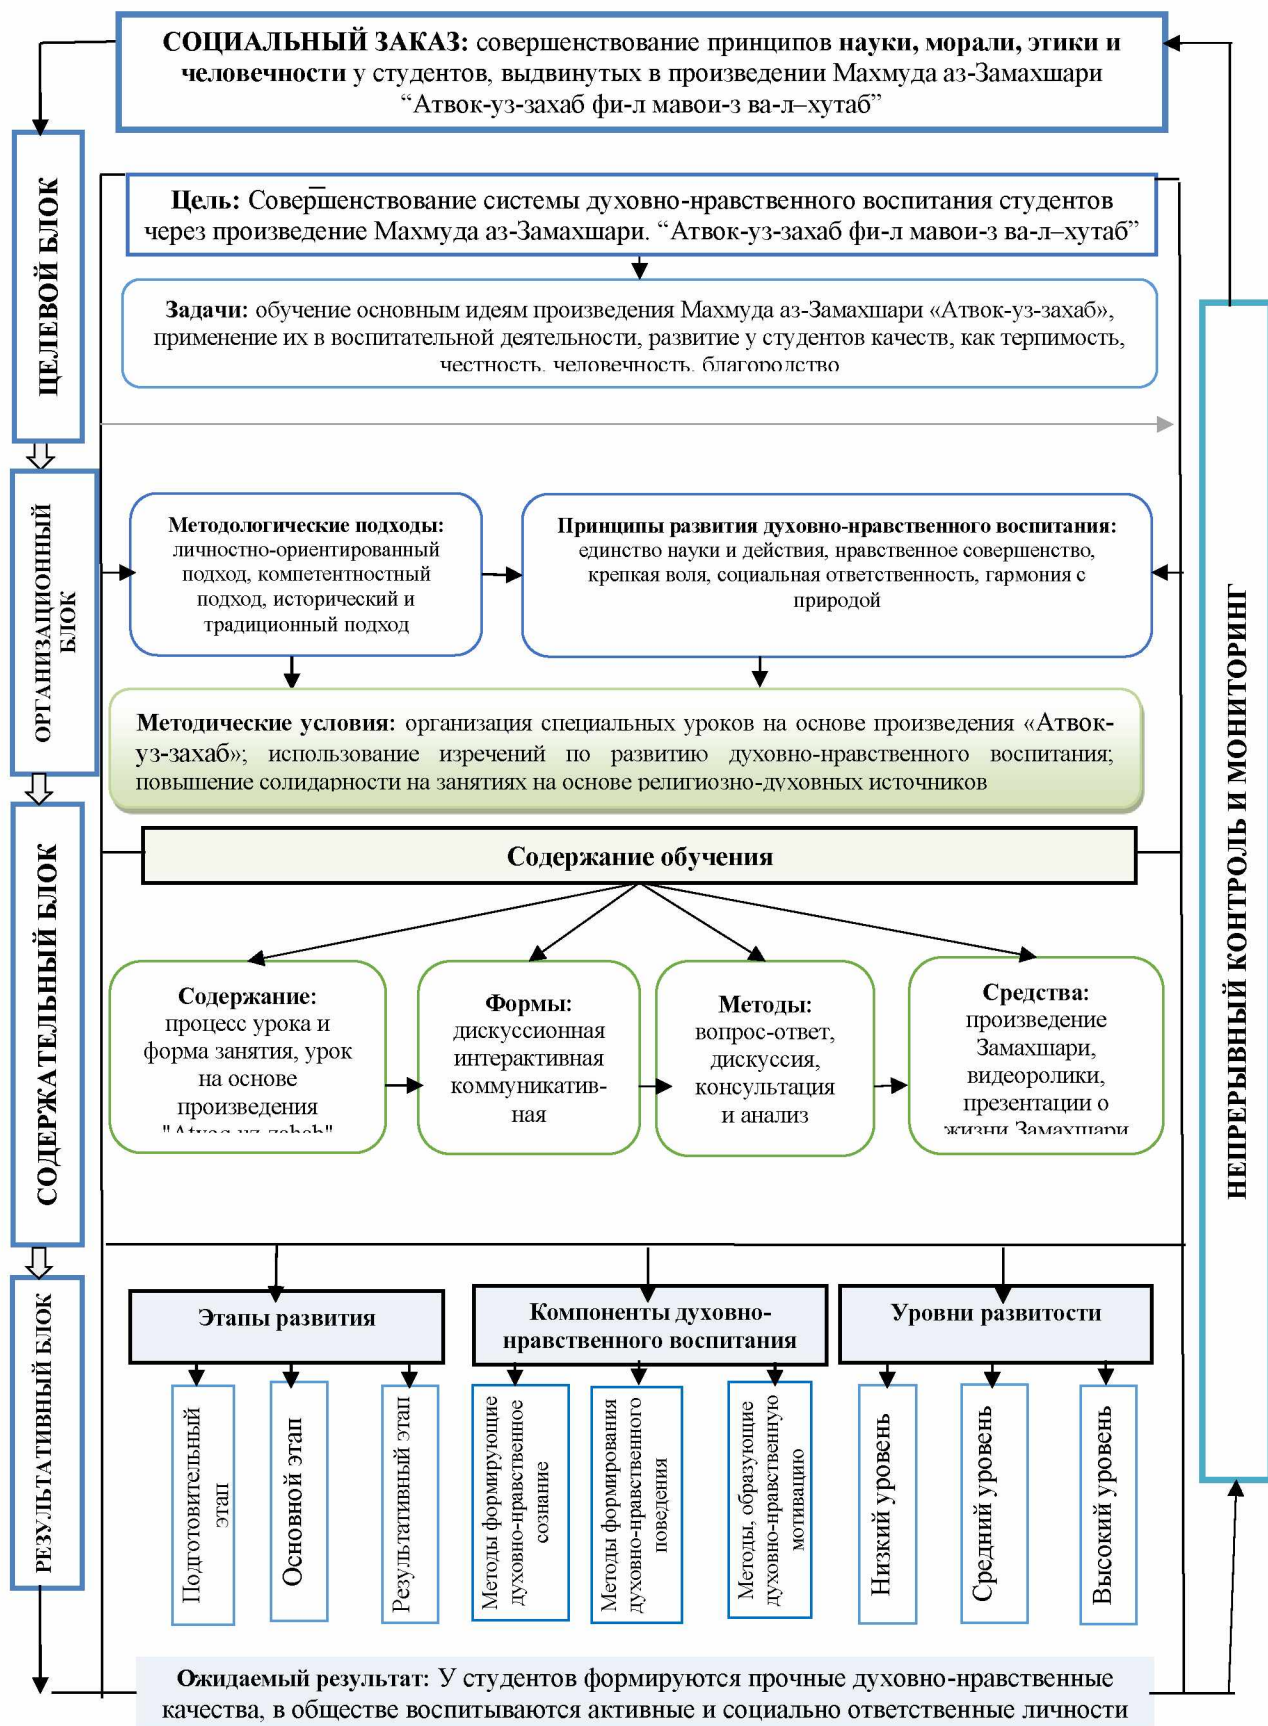 СОЦИАЛЬНЫЙ ЗАКАЗ: совершенствование принципов науки, морали, этики и
человечности у студентов, выдвинутых в произведении Махмуда аз-Замахшари
“Атвок-уз-захаб фи-л мавои-з ва-л–хутаб”
ЦЕЛЕВОЙ БЛОК
Цель: Совершенствование системы духовно-нравственного воспитания студентов
через произведение Махмуда аз-Замахшари. “Атвок-уз-захаб фи-л мавои-з ва-л–хутаб”
Задачи: обучение основным идеям произведения Махмуда аз-Замахшари «Атвок-уз-захаб»,
применение их в воспитательной деятельности, развитие у студентов качеств, как терпимость,
честность, человечность, благородство
ОРГАНИЗАЦИОННЫЙ
БЛОК
Методологические подходы:
личностно-ориентированный
подход, компетентностный
подход, исторический и
традиционный подход
Принципы развития духовно-нравственного воспитания:
единство науки и действия, нравственное совершенство,
крепкая воля, социальная ответственность, гармония с
природой
Методические условия: организация специальных уроков на основе произведения «Атвок-
уз-захаб»; использование изречений по развитию духовно-нравственного воспитания;
повышение солидарности на занятиях на основе религиозно-духовных источников
СОДЕРЖАТЕЛЬНЫЙ БЛОК
Содержание обучения
Содержание:
процесс урока и
форма занятия, урок
на основе
произведения
Формы:
дискуссионная
интерактивная
коммуникатив-
ная
Методы:
вопрос-ответ,
дискуссия,
консультация
и анализ
Средства:
произведение
Замахшари,
видеоролики,
презентации о
жизни Замахшари
НЕПРЕРЫВНЫЙ КОНТРОЛЬ И МОНИТОРИНГ
РЕЗУЛЬТАТИВНЫЙ БЛОК
Этапы развития
Подготовительный
этап
Основной этап
Результативный этап
Компоненты духовно-
нравственного воспитания
Методы формирующие
духовно-нравственное
сознание
Методы формирования
духовно-нравственного
поведения
Методы, образующие
духовно-нравственную
мотивацию
Уровни развитости
Низкий уровень
Средний уровень
Высокий уровень
Ожидаемый результат: У студентов формируются прочные духовно-нравственные
качества, в обществе воспитываются активные и социально ответственные личности